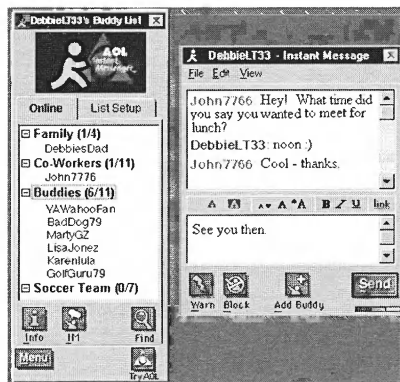 DebbieLT33's Buddy List
AOL
Instant
Messenger
Online
List Setup
Family (1/4)
DebbiesDad
Co-Workers (1/11)
John7776
Buddies (6/11)
VAWahooFan
BadDog79
MartyGZ
LisaJonez
Karenlula
GolfGuru79
Soccer Team (0/7)
Info
IM
Find
Menu
Try AOL
DebbieLT33 - Instant Message
File Edit View
John7766 Hey! What time did
you say you wanted to meet for
lunch?
DebbieLT33: noon :)
John7766 Cool - thanks.
A A A A A B I U link
See you then.
Warn
Block
Add Buddy
Send